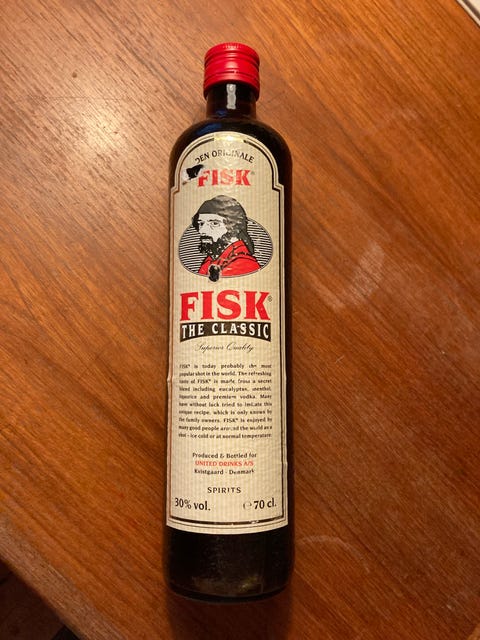 DEN ORIGINALE
FISK®
FISK®
THE CLASSIC
Superior Quality
FISK® is today probably the most
popular shot in the world. The refreshing
taste of FISK® is made from a secret
blend including eucalyptus, menthol,
liquorice and premium vodka. Many
have without luck tried to imitate this
unique recipe, which is only known by
the family owners. FISK® is enjoyed by
many good people around the world as a
shot - ice cold or at normal temperature.
Produced & Bottled for
UNITED DRINKS A/S
Kvistgaard - Denmark
SPIRITS
30% vol. ℮ 70 cl.